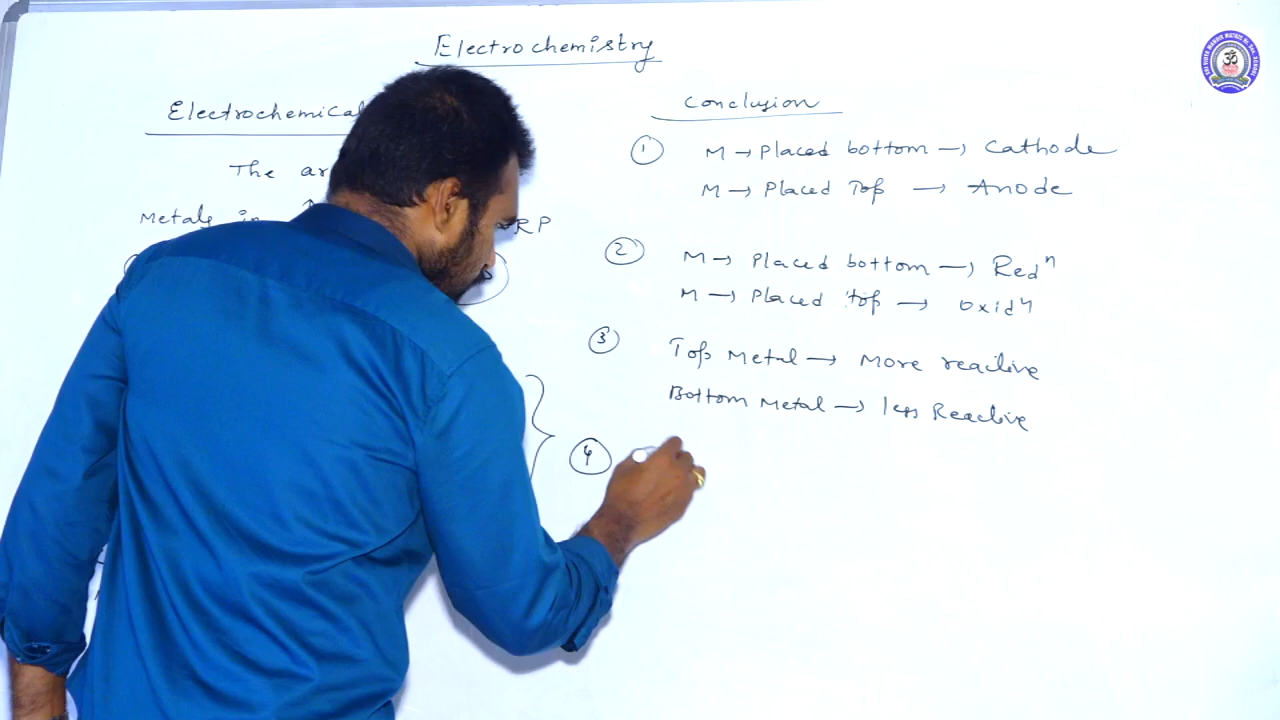 Electrochemistry
Electrochemical
The
Metals in
RP
Conclusion
① M → Placed bottom → Cathode
M → Placed Top → Anode
② M → Placed bottom → Redⁿ
M → Placed top → oxidⁿ
③ Top Metal → More reactive
Bottom Metal → less Reactive
④